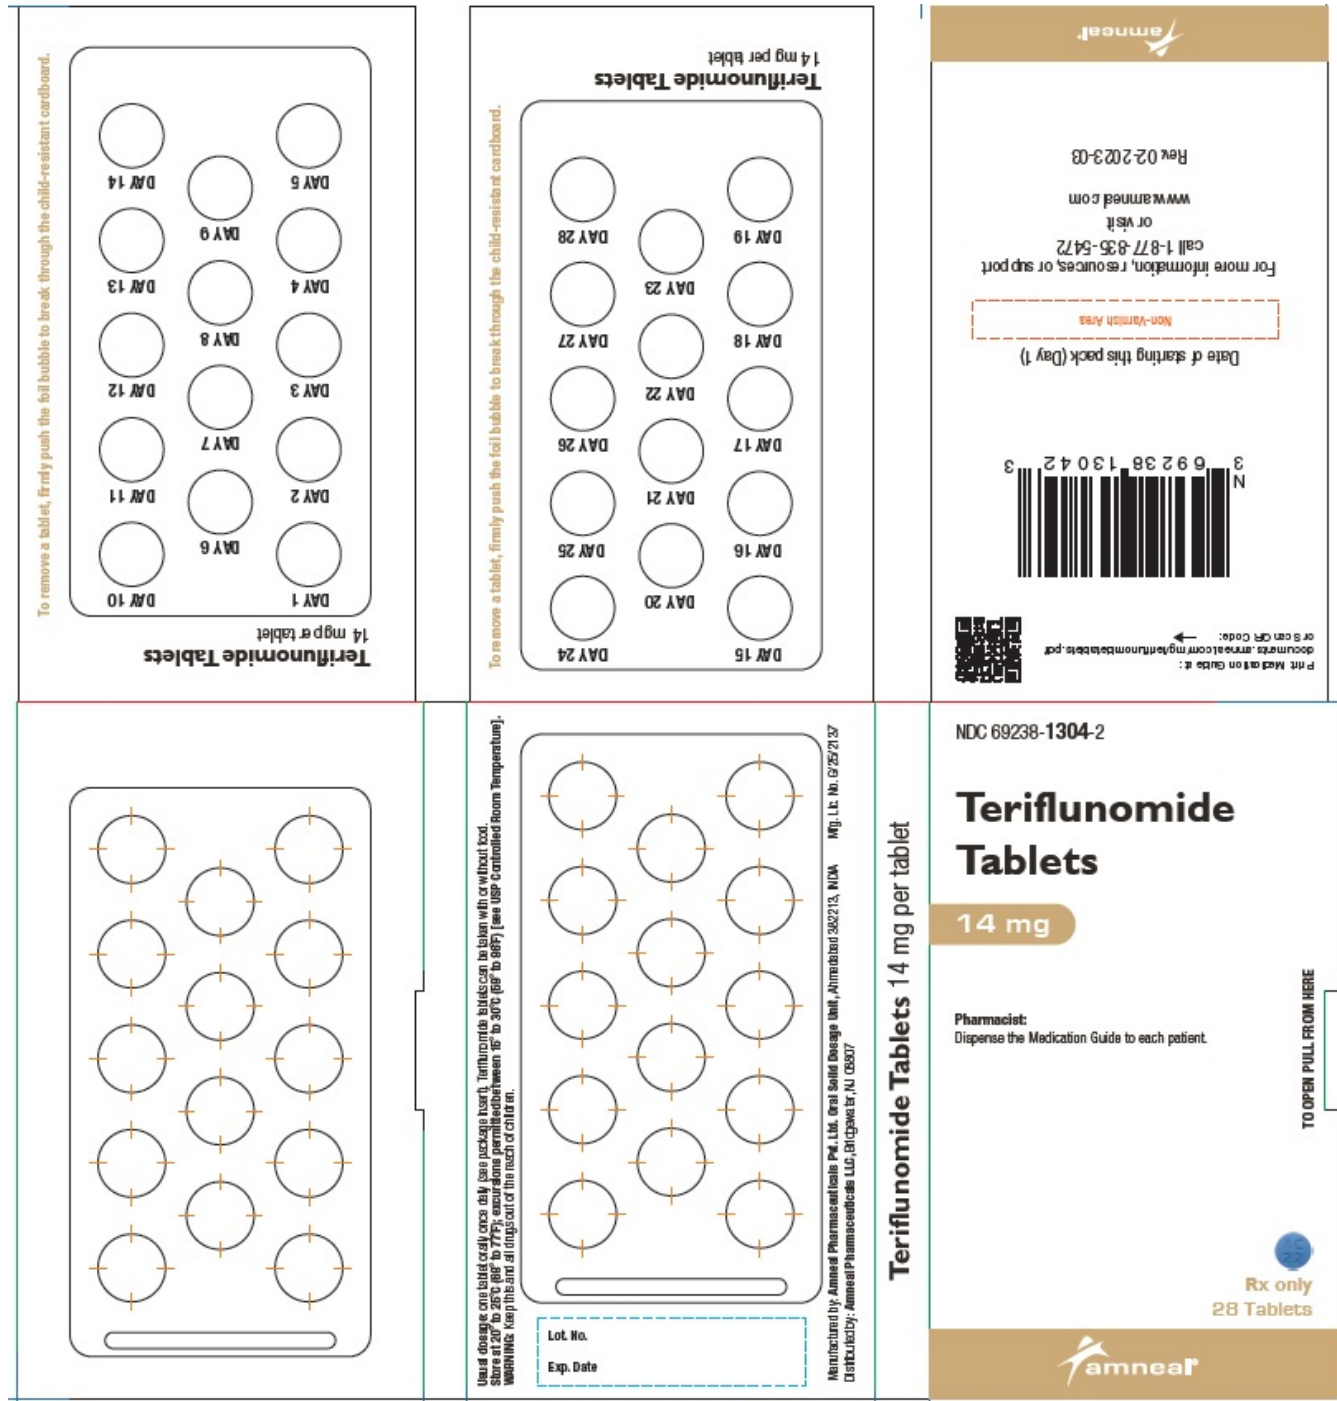 To remove a tablet, firmly push the foil bubble to break through the child-resistant cardboard.
Teriflunomide Tablets
14 mg per tablet
DAY 1
DAY 10
DAY 6
DAY 2
DAY 11
DAY 7
DAY 3
DAY 12
DAY 8
DAY 4
DAY 13
DAY 9
DAY 5
DAY 14
To remove a tablet, firmly push the foil bubble to break through the child-resistant cardboard.
Teriflunomide Tablets
14 mg per tablet
DAY 15
DAY 24
DAY 20
DAY 16
DAY 25
DAY 21
DAY 17
DAY 26
DAY 22
DAY 18
DAY 27
DAY 23
DAY 19
DAY 28
Print Medication Guide at:
documents.amneal.com/mg/teriflunomidetablets.pdf
or Scan QR Code:
N
3 69238 13042 3
Date of starting this pack (Day 1)
Non-Varnish Area
For more information, resources, or support
call 1-877-835-5472
or visit
www.amneal.com
Rev. 02-2023-03
amneal
Usual dosage: one tablet orally once daily (see package insert). Teriflunomide tablets can be taken with or without food.
Store at 20° to 25°C (68° to 77°F); excursions permitted between 15° to 30°C (59° to 86°F) [see USP Controlled Room Temperature].
WARNING: Keep this and all drugs out of the reach of children.
Lot. No.
Exp. Date
Manufactured by: Amneal Pharmaceuticals Pvt. Ltd. Oral Solid Dosage Unit, Ahmedabad 382213, INDIA Mfg. Lic. No. G/25/2137
Distributed by: Amneal Pharmaceuticals LLC, Bridgewater, NJ 08807
Teriflunomide Tablets 14 mg per tablet
NDC 69238-1304-2
Teriflunomide
Tablets
14 mg
Pharmacist:
Dispense the Medication Guide to each patient.
TO OPEN PULL FROM HERE
Rx only
28 Tablets
amneal